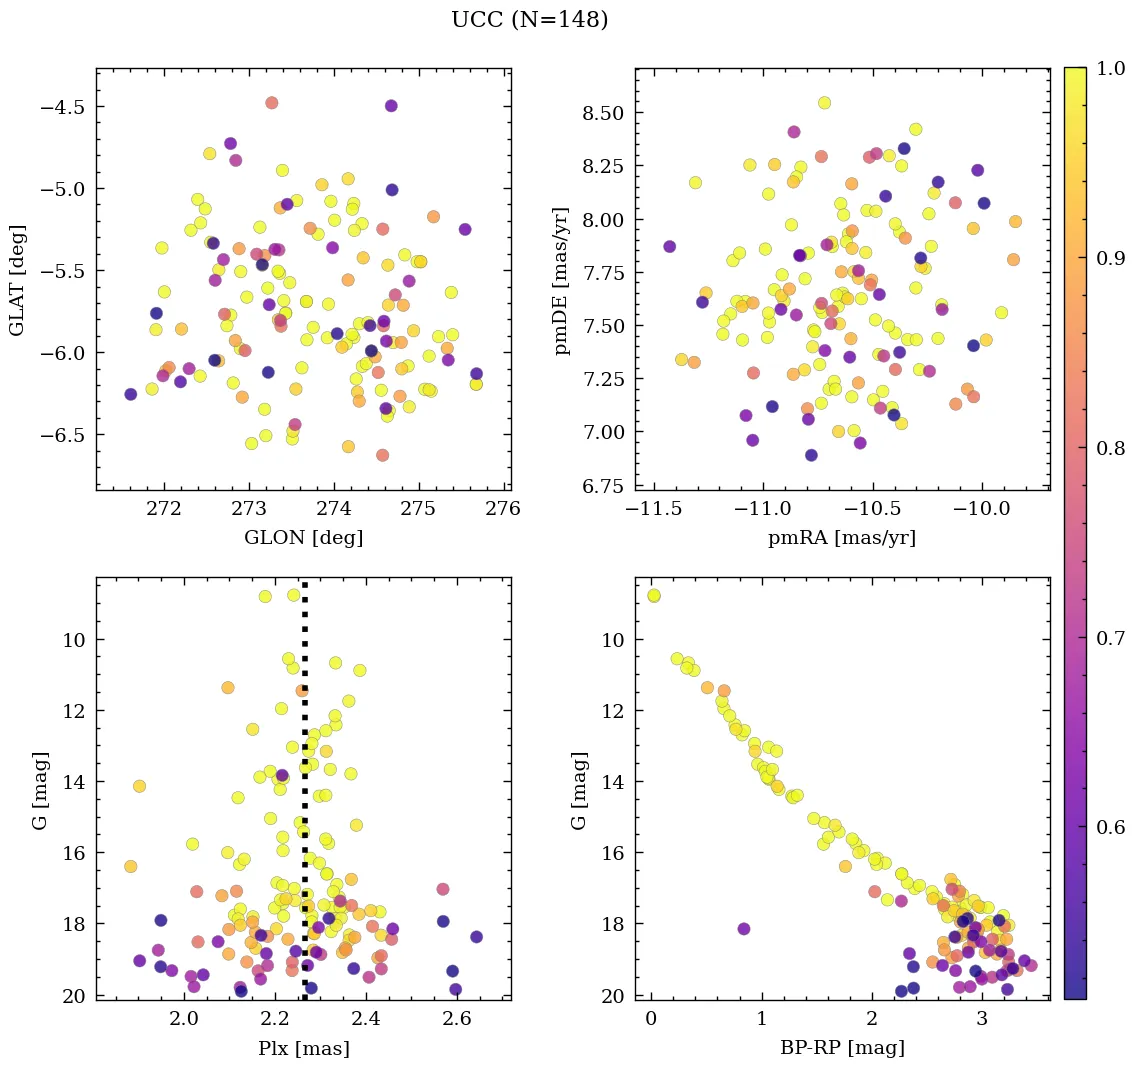 UCC (N=148)
−4.5
−5.0
−5.5
−6.0
−6.5
GLAT [deg]
272 273 274 275 276
GLON [deg]
8.50
8.25
8.00
7.75
7.50
7.25
7.00
6.75
pmDE [mas/yr]
−11.5 −11.0 −10.5 −10.0
pmRA [mas/yr]
10
12
14
16
18
20
G [mag]
2.0 2.2 2.4 2.6
Plx [mas]
10
12
14
16
18
20
G [mag]
0 1 2 3
BP-RP [mag]
1.0
0.9
0.8
0.7
0.6